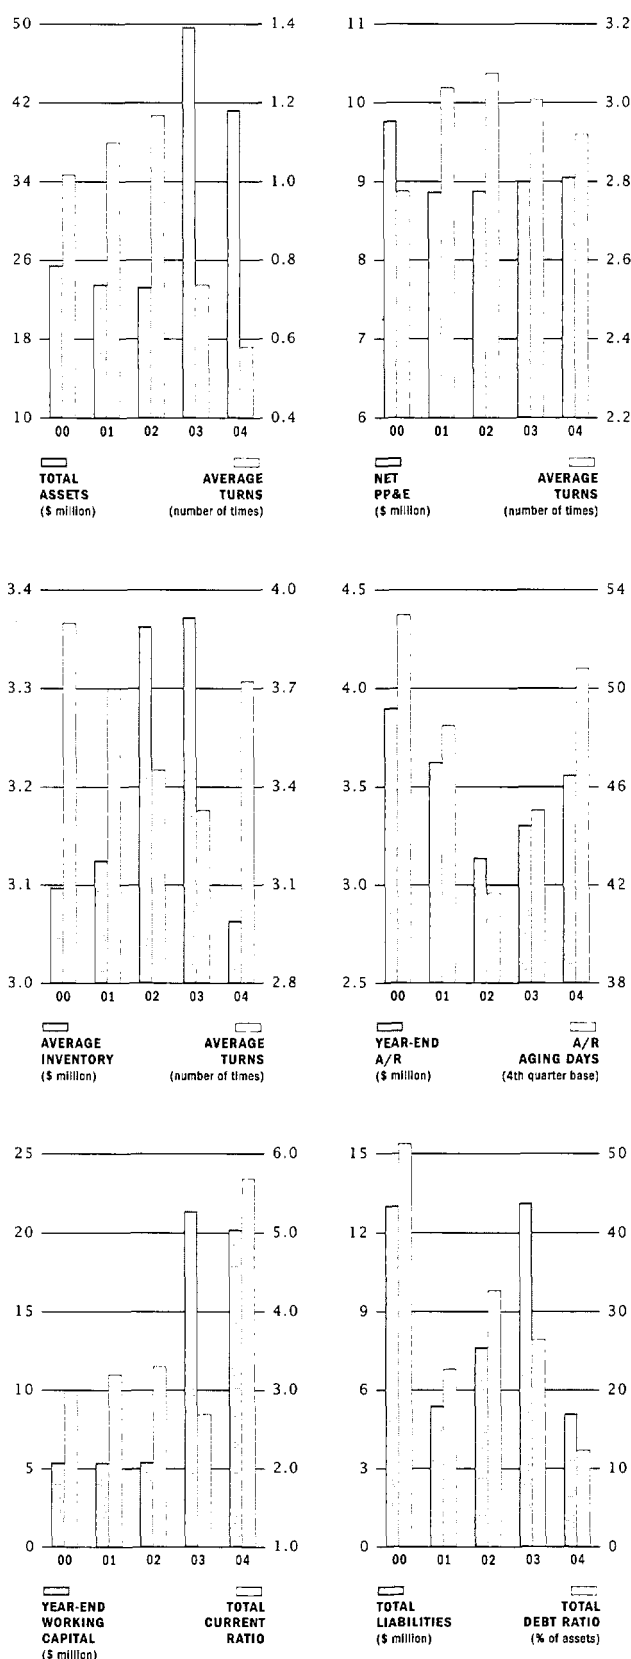 50 1.4
42 1.2
34 1.0
26 0.8
18 0.6
10 0.4
00 01 02 03 04
TOTAL ASSETS ($ million)
AVERAGE TURNS (number of times)
11 3.2
10 3.0
9 2.8
8 2.6
7 2.4
6 2.2
00 01 02 03 04
NET PP&E ($ million)
AVERAGE TURNS (number of times)
3.4 4.0
3.3 3.7
3.2 3.4
3.1 3.1
3.0 2.8
00 01 02 03 04
AVERAGE INVENTORY ($ million)
AVERAGE TURNS (number of times)
4.5 54
4.0 50
3.5 46
3.0 42
2.5 38
00 01 02 03 04
YEAR-END A/R ($ million)
A/R AGING DAYS (4th quarter base)
25 6.0
20 5.0
15 4.0
10 3.0
5 2.0
0 1.0
00 01 02 03 04
YEAR-END WORKING CAPITAL ($ million)
TOTAL CURRENT RATIO
15 50
12 40
9 30
6 20
3 10
0 0
00 01 02 03 04
TOTAL LIABILITIES ($ million)
TOTAL DEBT RATIO (% of assets)